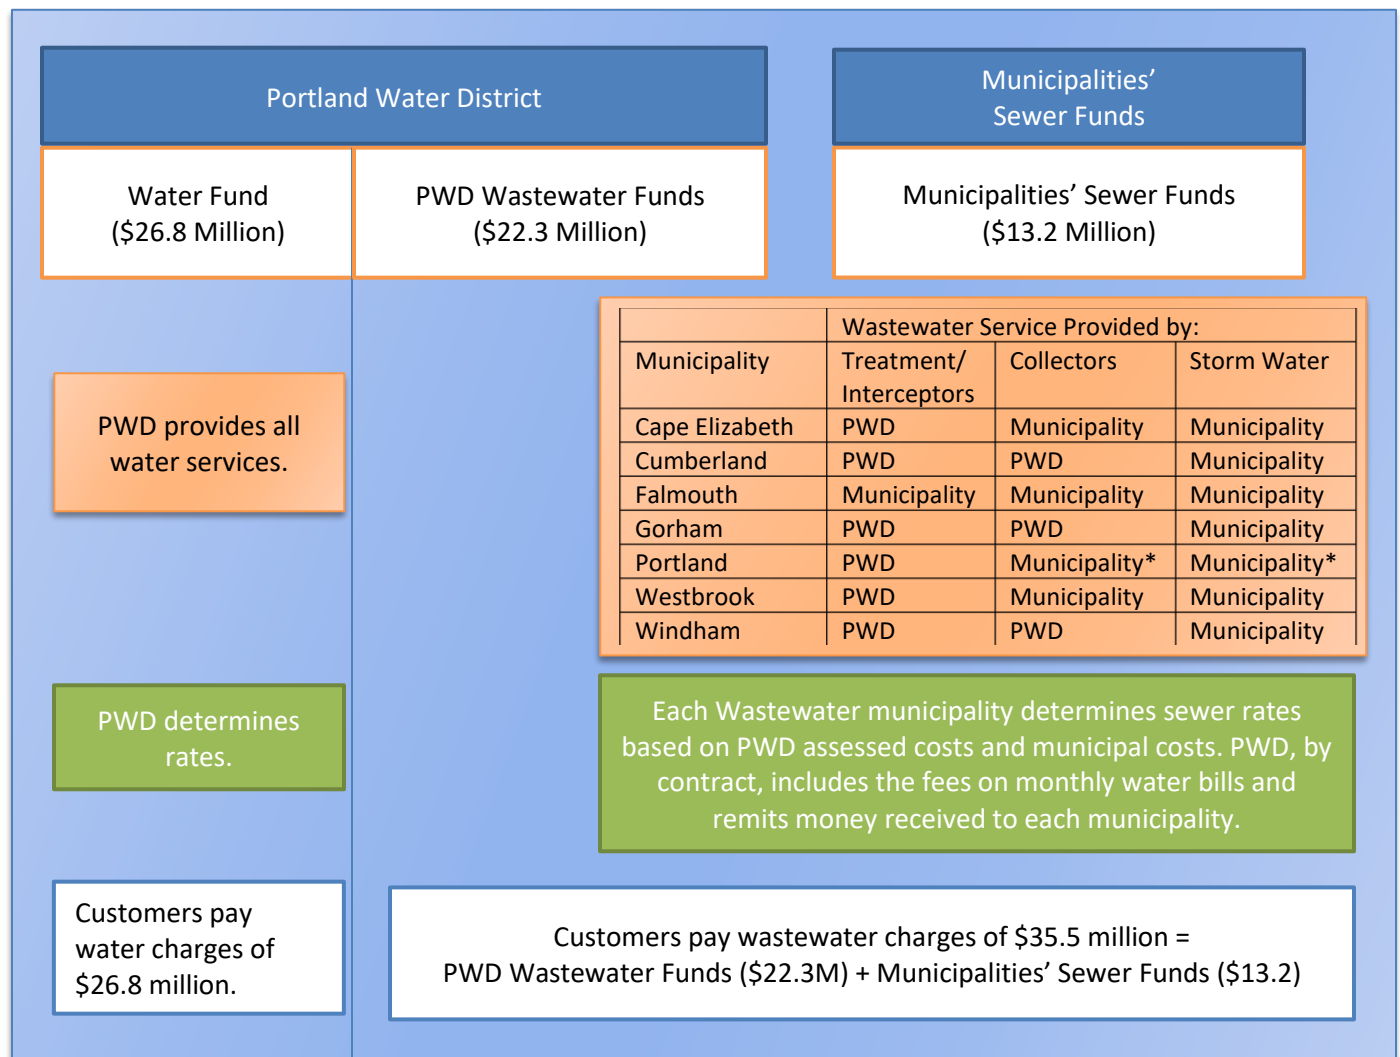 Portland Water District
Municipalities’
Sewer Funds
Water Fund
($26.8 Million)
PWD Wastewater Funds
($22.3 Million)
Municipalities’ Sewer Funds
($13.2 Million)
PWD provides all
water services.
Wastewater Service Provided by:
Municipality Treatment/ Collectors Storm Water
Interceptors
Cape Elizabeth PWD Municipality Municipality
Cumberland PWD PWD Municipality
Falmouth Municipality Municipality Municipality
Gorham PWD PWD Municipality
Portland PWD Municipality* Municipality*
Westbrook PWD Municipality Municipality
Windham PWD PWD Municipality
PWD determines
rates.
Each Wastewater municipality determines sewer rates
based on PWD assessed costs and municipal costs. PWD, by
contract, includes the fees on monthly water bills and
remits money received to each municipality.
Customers pay
water charges of
$26.8 million.
Customers pay wastewater charges of $35.5 million =
PWD Wastewater Funds ($22.3M) + Municipalities’ Sewer Funds ($13.2)